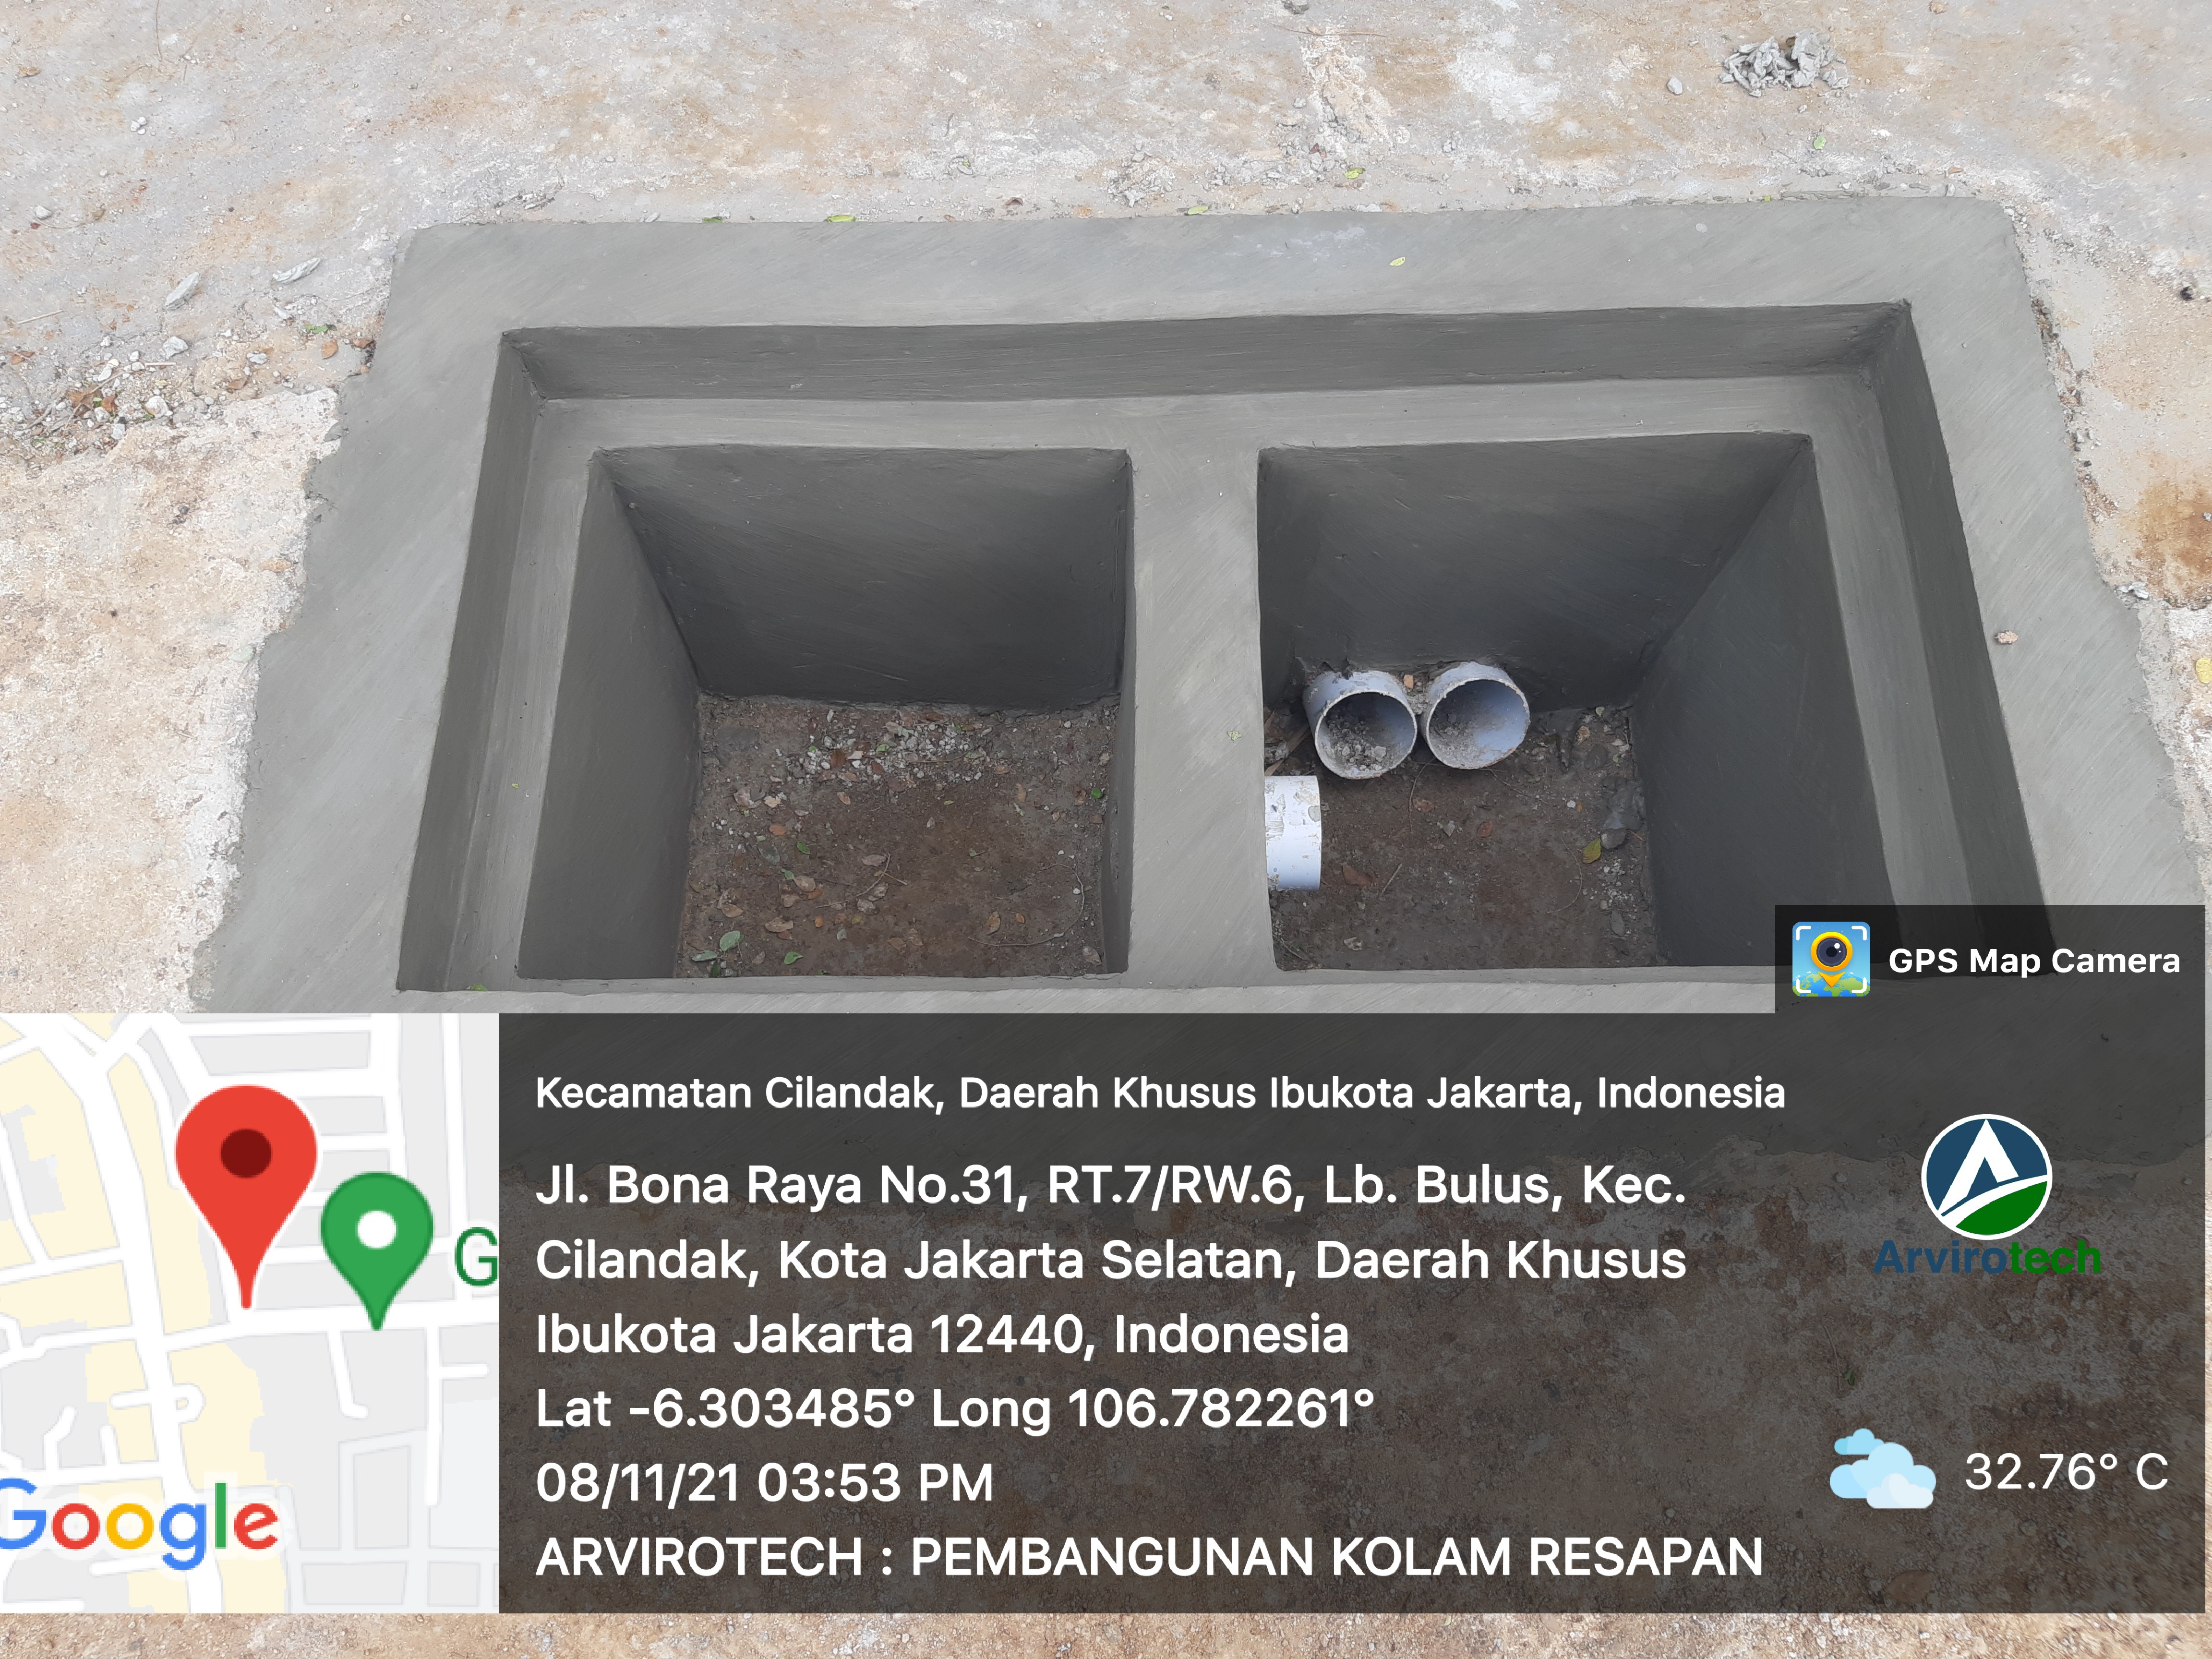 GPS Map Camera
Kecamatan Cilandak, Daerah Khusus Ibukota Jakarta, Indonesia
Jl. Bona Raya No.31, RT.7/RW.6, Lb. Bulus, Kec.
Cilandak, Kota Jakarta Selatan, Daerah Khusus
Ibukota Jakarta 12440, Indonesia
Lat -6.303485° Long 106.782261°
08/11/21 03:53 PM
ARVIROTECH : PEMBANGUNAN KOLAM RESAPAN
Arvirotech
32.76° C
G
Google